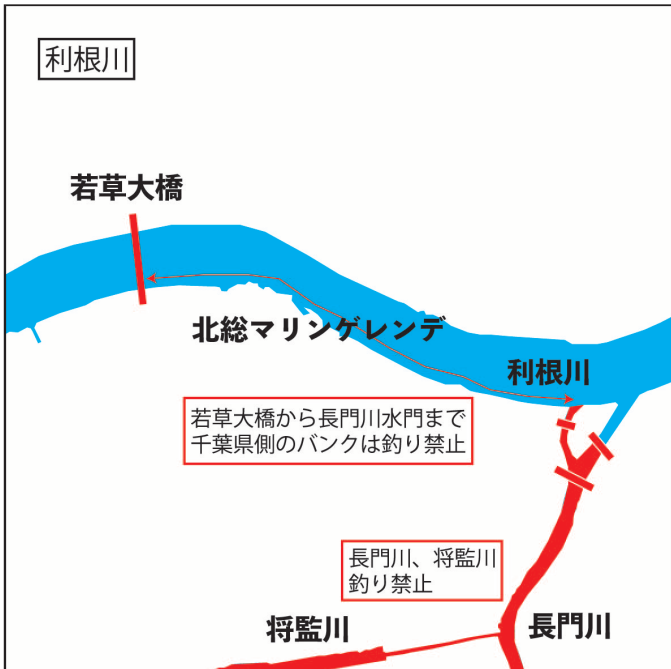 利根川
若草大橋
北総マリンゲレンデ
利根川
若草大橋から長門川水門まで
千葉県側のバンクは釣り禁止
長門川、将監川
釣り禁止
将監川
長門川